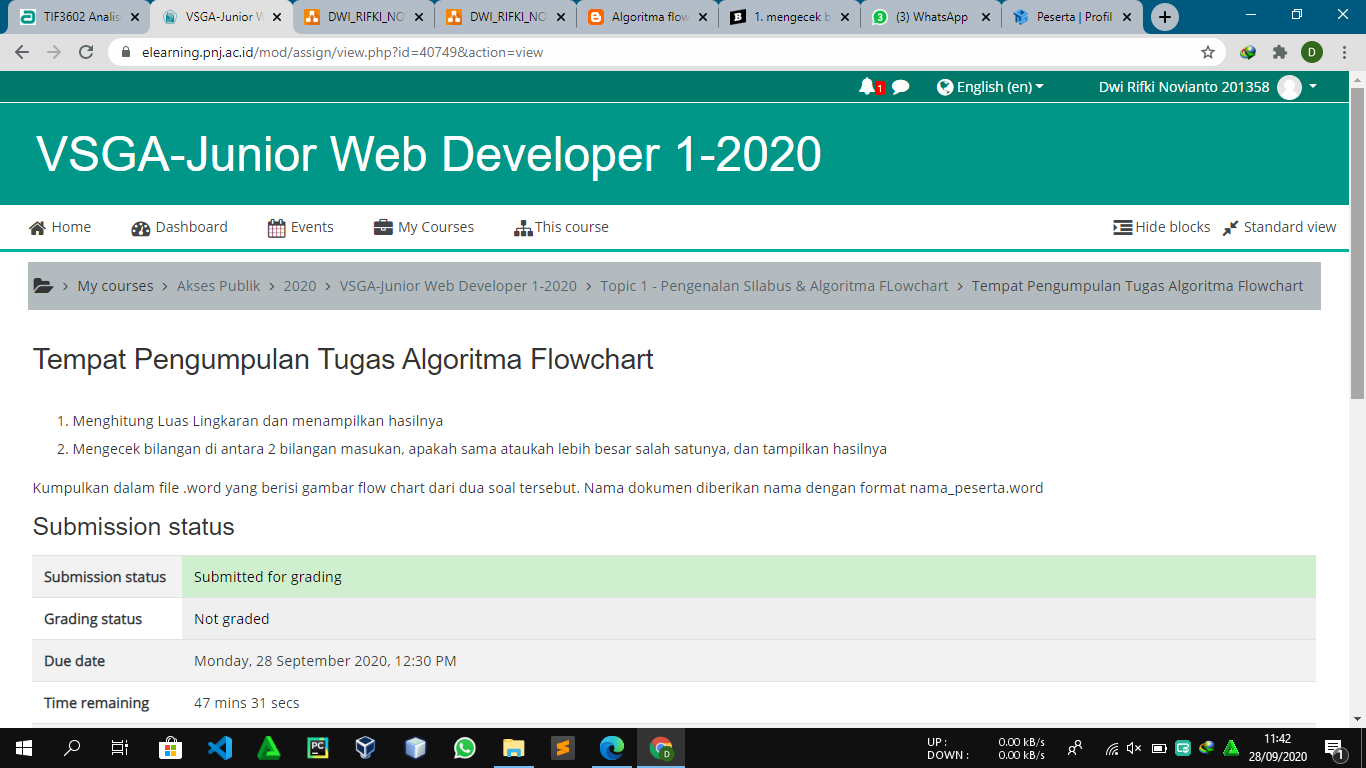 TIF3602 Analisi
VSGA-Junior W
DWI_RIFKI_NO
DWI_RIFKI_NO
Algoritma flow
1. mengecek b
(3) WhatsApp
Peserta | Profil
elearning.pnj.ac.id/mod/assign/view.php?id=40749&action=view
D
1
English (en)
Dwi Rifki Novianto 201358
VSGA-Junior Web Developer 1-2020
Home
Dashboard
Events
My Courses
This course
Hide blocks
Standard view
My courses > Akses Publik > 2020 > VSGA-Junior Web Developer 1-2020 > Topic 1 - Pengenalan SIlabus & Algoritma FLowchart > Tempat Pengumpulan Tugas Algoritma Flowchart
Tempat Pengumpulan Tugas Algoritma Flowchart
1. Menghitung Luas Lingkaran dan menampilkan hasilnya
2. Mengecek bilangan di antara 2 bilangan masukan, apakah sama ataukah lebih besar salah satunya, dan tampilkan hasilnya
Kumpulkan dalam file .word yang berisi gambar flow chart dari dua soal tersebut. Nama dokumen diberikan nama dengan format nama_peserta.word
Submission status
Submission status Submitted for grading
Grading status Not graded
Due date Monday, 28 September 2020, 12:30 PM
Time remaining 47 mins 31 secs
UP : 0.00 kB/s
DOWN : 0.00 kB/s
11:42
28/09/2020
1